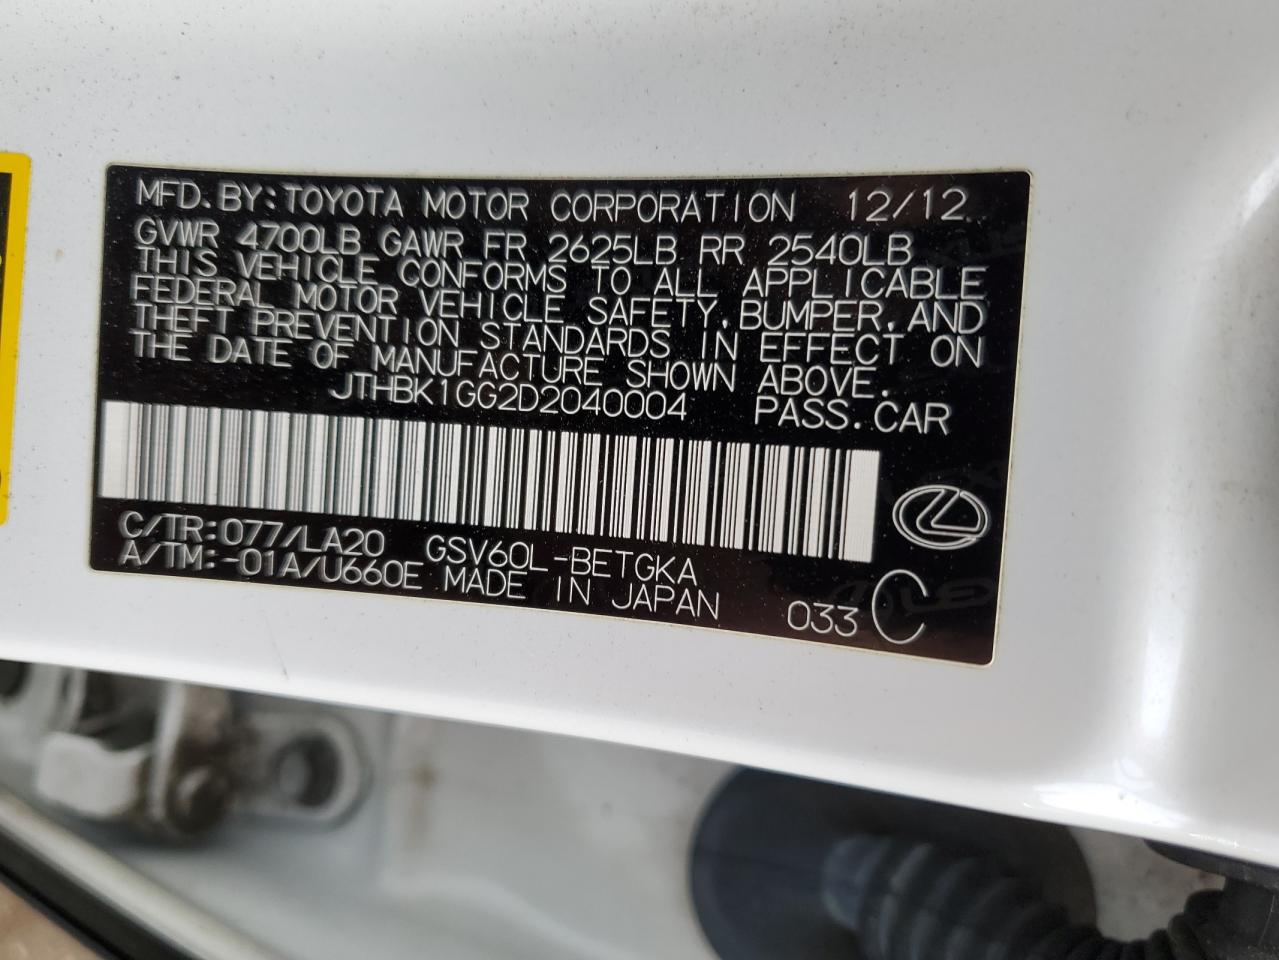 MFD. BY: TOYOTA MOTOR CORPORATION 12/12
GVWR 4700LB GAWR FR 2625LB RR 2540LB
THIS VEHICLE CONFORMS TO ALL APPLICABLE
FEDERAL MOTOR VEHICLE SAFETY, BUMPER, AND
THEFT PREVENTION STANDARDS IN EFFECT ON
THE DATE OF MANUFACTURE SHOWN ABOVE.
JTHBK1GG2D2040004 PASS. CAR
C/TR: 077/LA20 GSV60L-BETGKA
A/TM: -01A/U660E MADE IN JAPAN 033 C